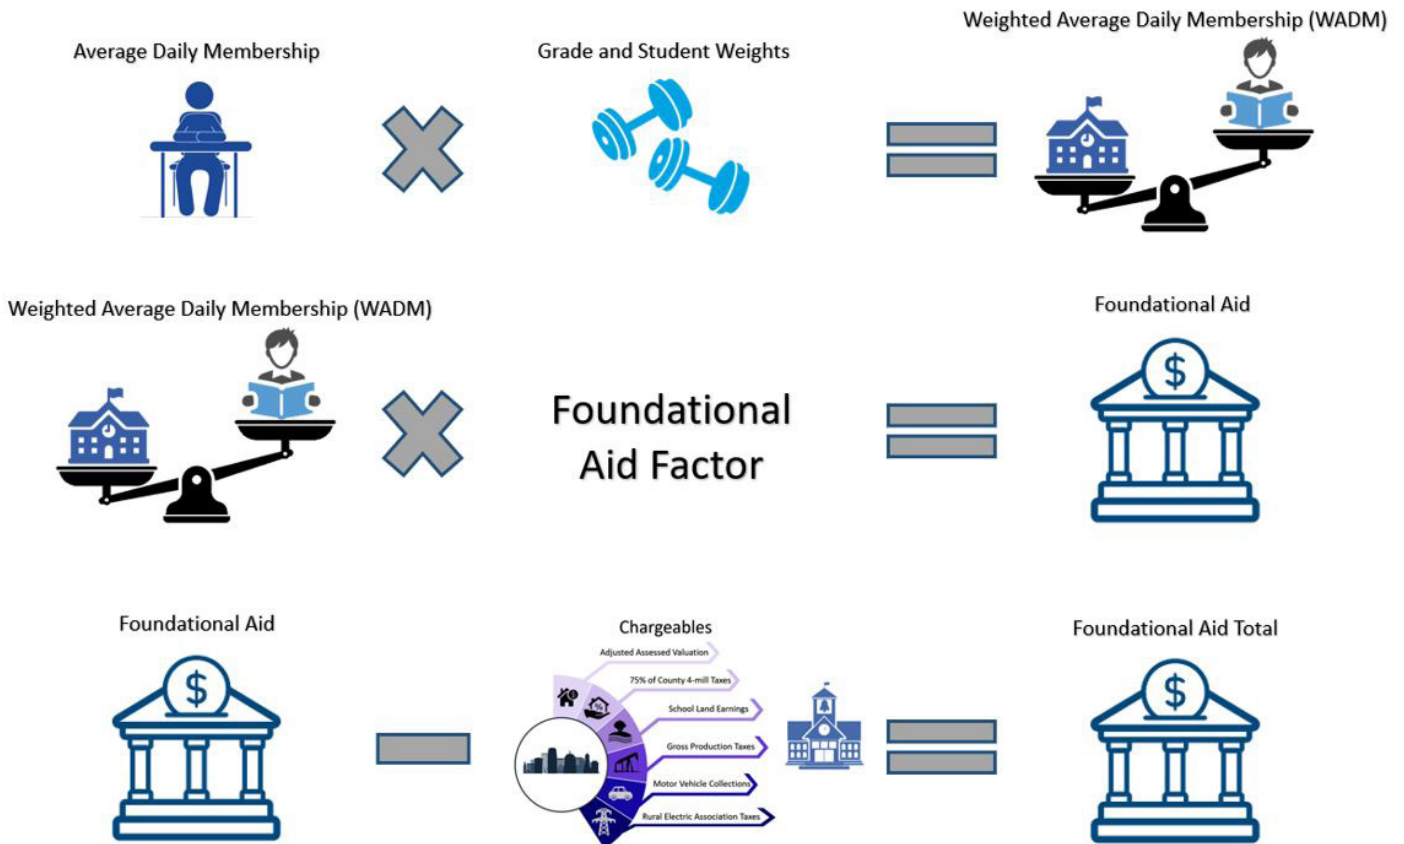 Weighted Average Daily Membership (WADM)
Average Daily Membership
Grade and Student Weights
Weighted Average Daily Membership (WADM)
Foundational Aid
$
Foundational
Aid Factor
Foundational Aid
$
Chargeables
Adjusted Assessed Valuation
75% of County 4-mill Taxes
School Land Earnings
Gross Production Taxes
Motor Vehicle Collections
Rural Electric Association Taxes
%
Foundational Aid Total
$